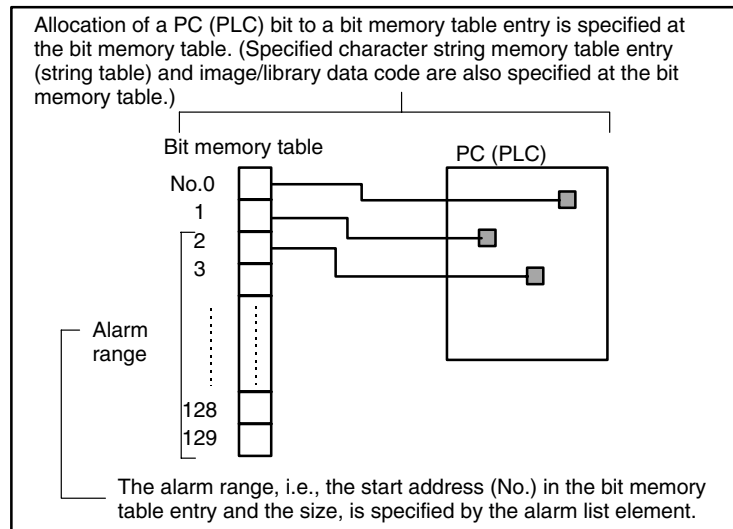 Allocation of a PC (PLC) bit to a bit memory table entry is specified at
the bit memory table. (Specified character string memory table entry
(string table) and image/library data code are also specified at the bit
memory table.)
Bit memory table
PC (PLC)
No.0
1
2
3
Alarm
range
128
129
The alarm range, i.e., the start address (No.) in the bit memory
table entry and the size, is specified by the alarm list element.